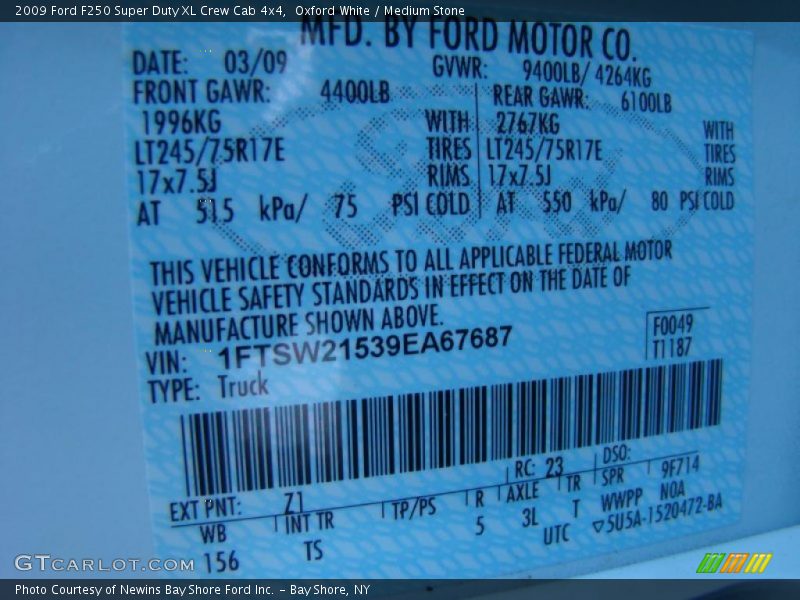 2009 Ford F250 Super Duty XL Crew Cab 4x4,  Oxford White / Medium Stone
MFD. BY FORD MOTOR CO.
DATE: 03/09 GVWR: 9400LB/ 4264KG
FRONT GAWR: 4400LB REAR GAWR: 6100LB
1996KG WITH 2767KG WITH
LT245/75R17E TIRES LT245/75R17E TIRES
17x7.5J RIMS 17x7.5J RIMS
AT 515 kPa/ 75 PSI COLD AT 550 kPa/ 80 PSI COLD
THIS VEHICLE CONFORMS TO ALL APPLICABLE FEDERAL MOTOR
VEHICLE SAFETY STANDARDS IN EFFECT ON THE DATE OF
MANUFACTURE SHOWN ABOVE.
VIN: 1FTSW21539EA67687 F0049
TYPE: Truck T1187
EXT PNT: Z1 RC: 23 DSO:
WB INT TR TP/PS R AXLE TR SPR 9F714
156 TS 5 3L T WWPP NOA
UTC ▽5U5A-1520472-BA
GTCARCOM.COM
Photo Courtesy of Newins Bay Shore Ford Inc. – Bay Shore, NY